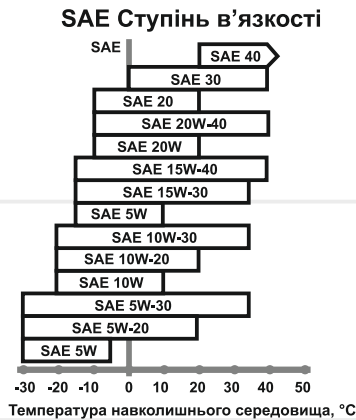 SAE Ступінь в’язкості
SAE
SAE 40
SAE 30
SAE 20
SAE 20W-40
SAE 20W
SAE 15W-40
SAE 15W-30
SAE 5W
SAE 10W-30
SAE 10W-20
SAE 10W
SAE 5W-30
SAE 5W-20
SAE 5W
-30 -20 -10 0 10 20 30 40 50
Температура навколишнього середовища, °C